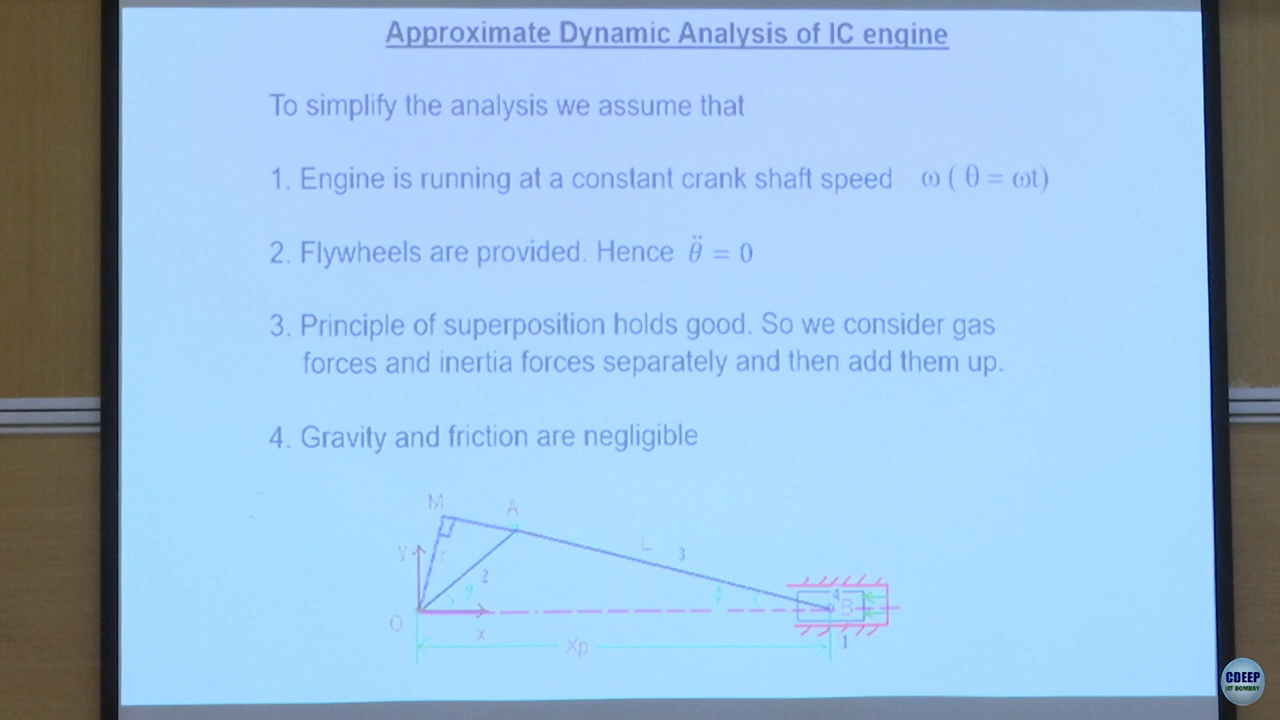 Approximate Dynamic Analysis of IC engine
To simplify the analysis we assume that
1. Engine is running at a constant crank shaft speed ω ( θ = ωt)
2. Flywheels are provided. Hence θ̈ = 0
3. Principle of superposition holds good. So we consider gas
forces and inertia forces separately and then add them up.
4. Gravity and friction are negligible
M A
L 3
y r
2
θ
4 B
O
x
Xp
1
CDEEP
IIT BOMBAY